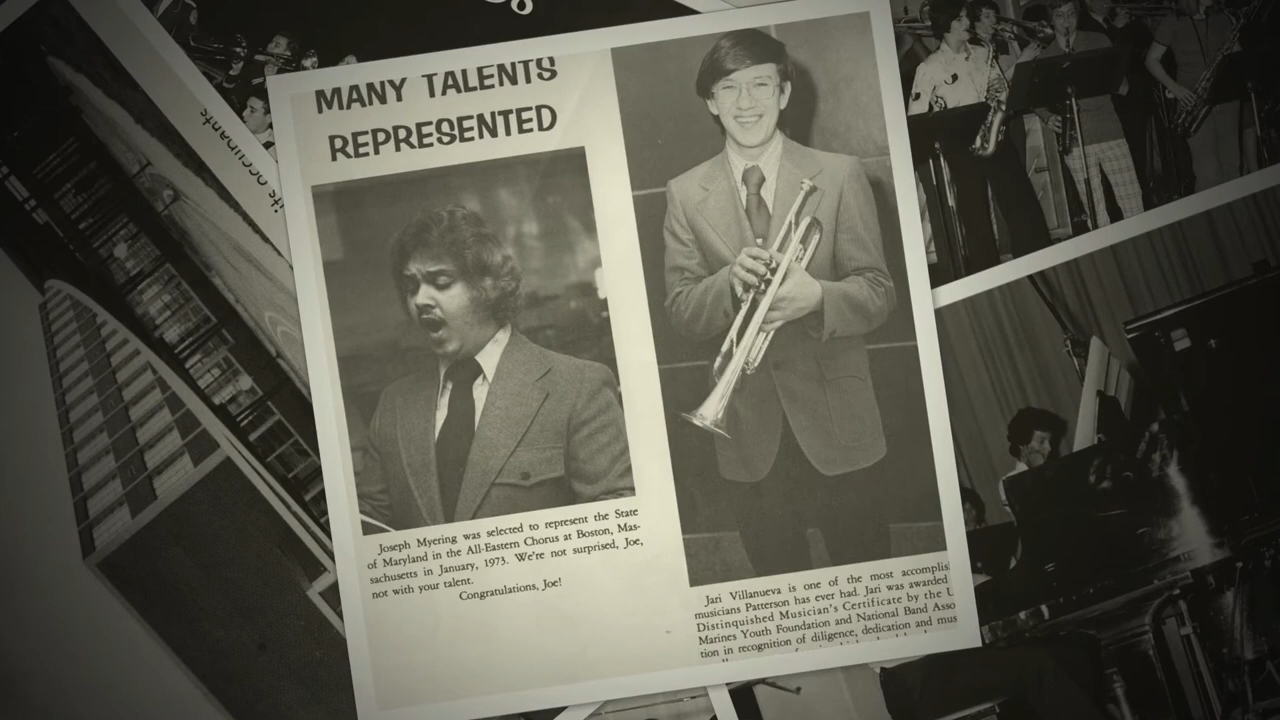 MANY TALENTS
REPRESENTED
its occupants
Joseph Myering was selected to represent the State
of Maryland in the All-Eastern Chorus at Boston, Mas-
sachusetts in January, 1973. We're not surprised, Joe,
not with your talent.
Congratulations, Joe!
Jari Villanueva is one of the most accomplis
musicians Patterson has ever had. Jari was awarded
Distinguished Musician's Certificate by the U
Marines Youth Foundation and National Band Asso
tion in recognition of diligence, dedication and mus